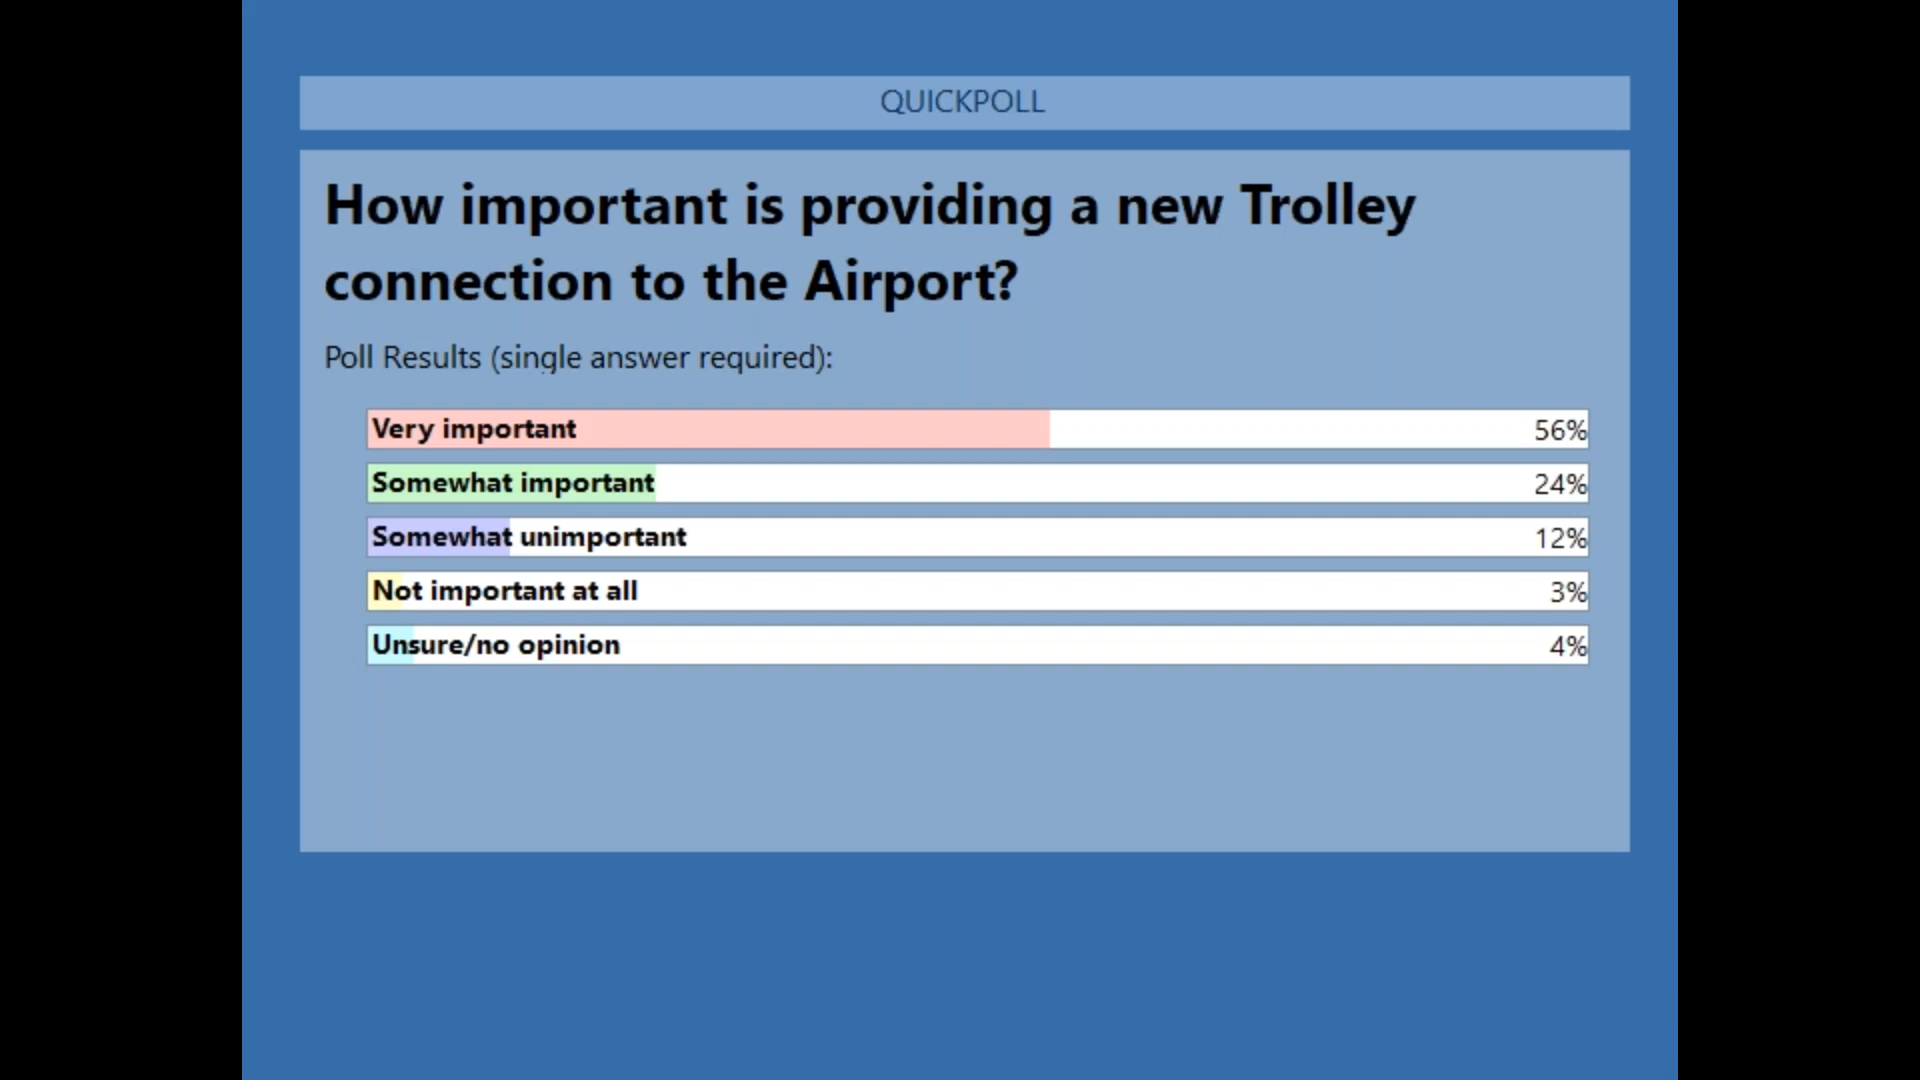 QUICKPOLL
How important is providing a new Trolley
connection to the Airport?
Poll Results (single answer required):
Very important 56%
Somewhat important 24%
Somewhat unimportant 12%
Not important at all 3%
Unsure/no opinion 4%